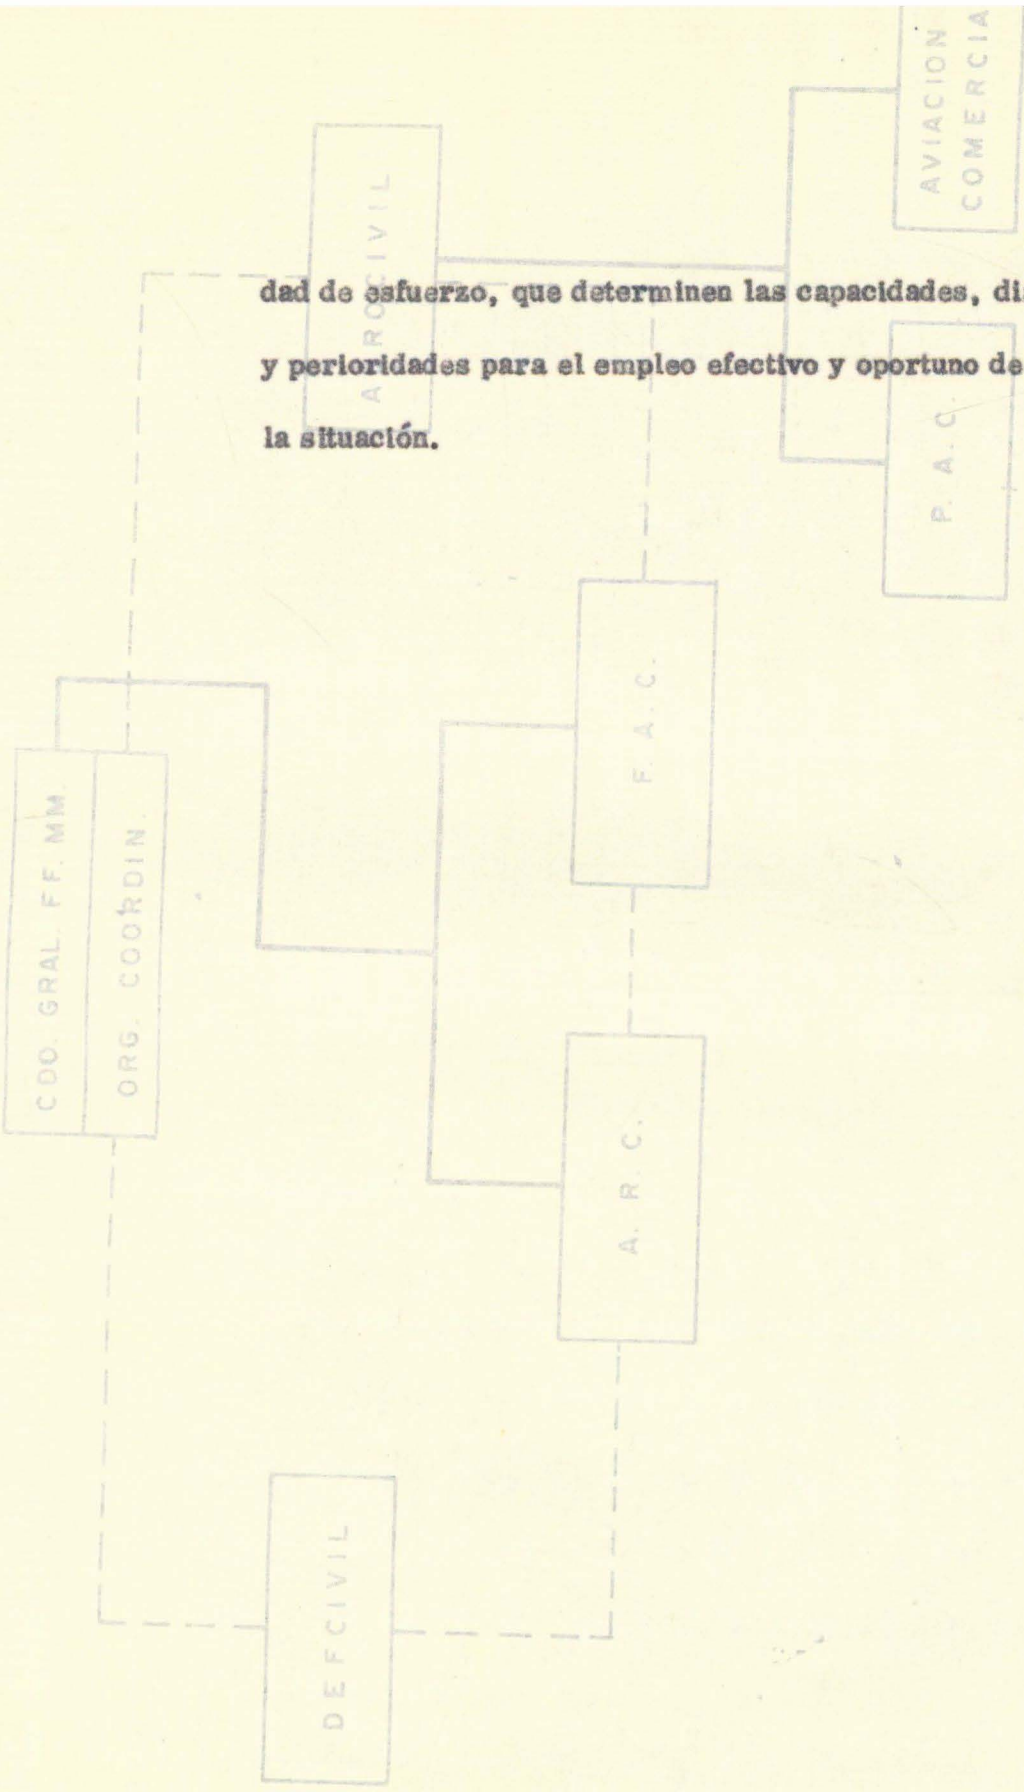 dad de esfuerzo, que determinen las capacidades, di
y perioridades para el empleo efectivo y oportuno de
la situación.
CDO. GRAL. FF. MM.
ORG. COORDIN.
DEFCIVIL
A. R. C.
F. A. C.
A ROCIVIL
P. A. C.
AVIACION
COMERCIA